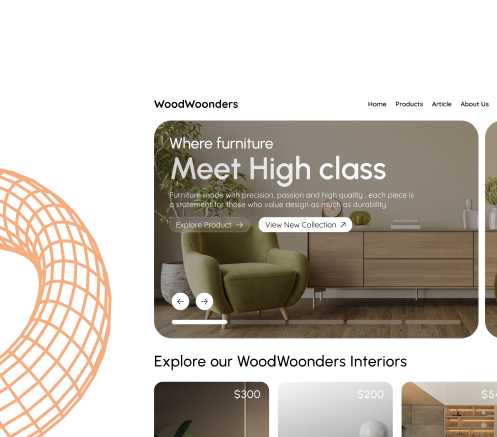 WoodWoonders
Home Products Article About Us
Where furniture
Meet High class
Furniture made with precision, passion and high quality , each piece is
a statement for those who value design as much as durability
Explore Product → View New Collection ↗
← →
Explore our WoodWoonders Interiors
$300 $200